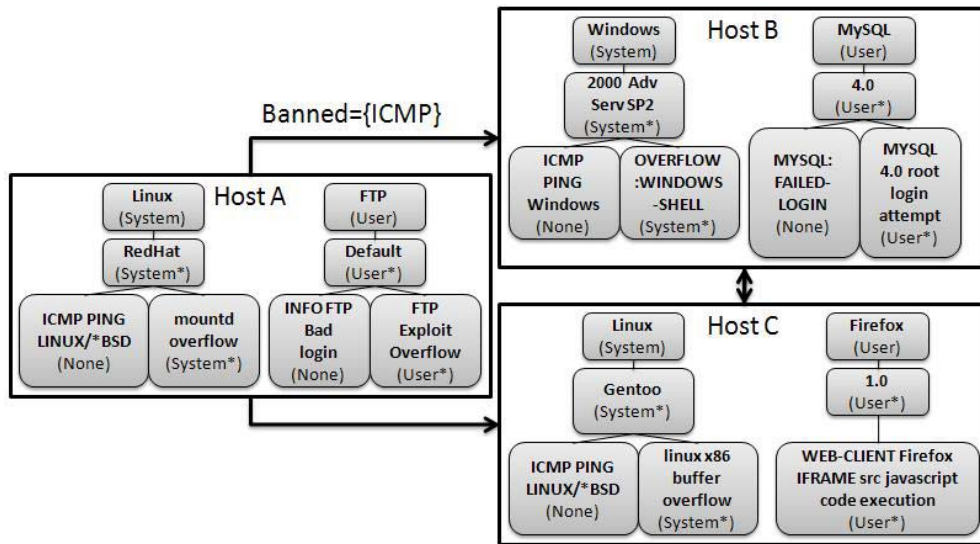 Banned={ICMP}
Host A
Linux
(System)
RedHat
(System*)
ICMP PING
LINUX/*BSD
(None)
mountd
overflow
(System*)
FTP
(User)
Default
(User*)
INFO FTP
Bad
login
(None)
FTP
Exploit
Overflow
(User*)
Host B
Windows
(System)
2000 Adv
Serv SP2
(System*)
ICMP
PING
Windows
(None)
OVERFLOW
:WINDOWS
-SHELL
(System*)
MySQL
(User)
4.0
(User*)
MYSQL:
FAILED-
LOGIN
(None)
MYSQL
4.0 root
login
attempt
(User*)
Host C
Linux
(System)
Gentoo
(System*)
ICMP PING
LINUX/*BSD
(None)
linux x86
buffer
overflow
(System*)
Firefox
(User)
1.0
(User*)
WEB-CLIENT Firefox
IFRAME src javascript
code execution
(User*)